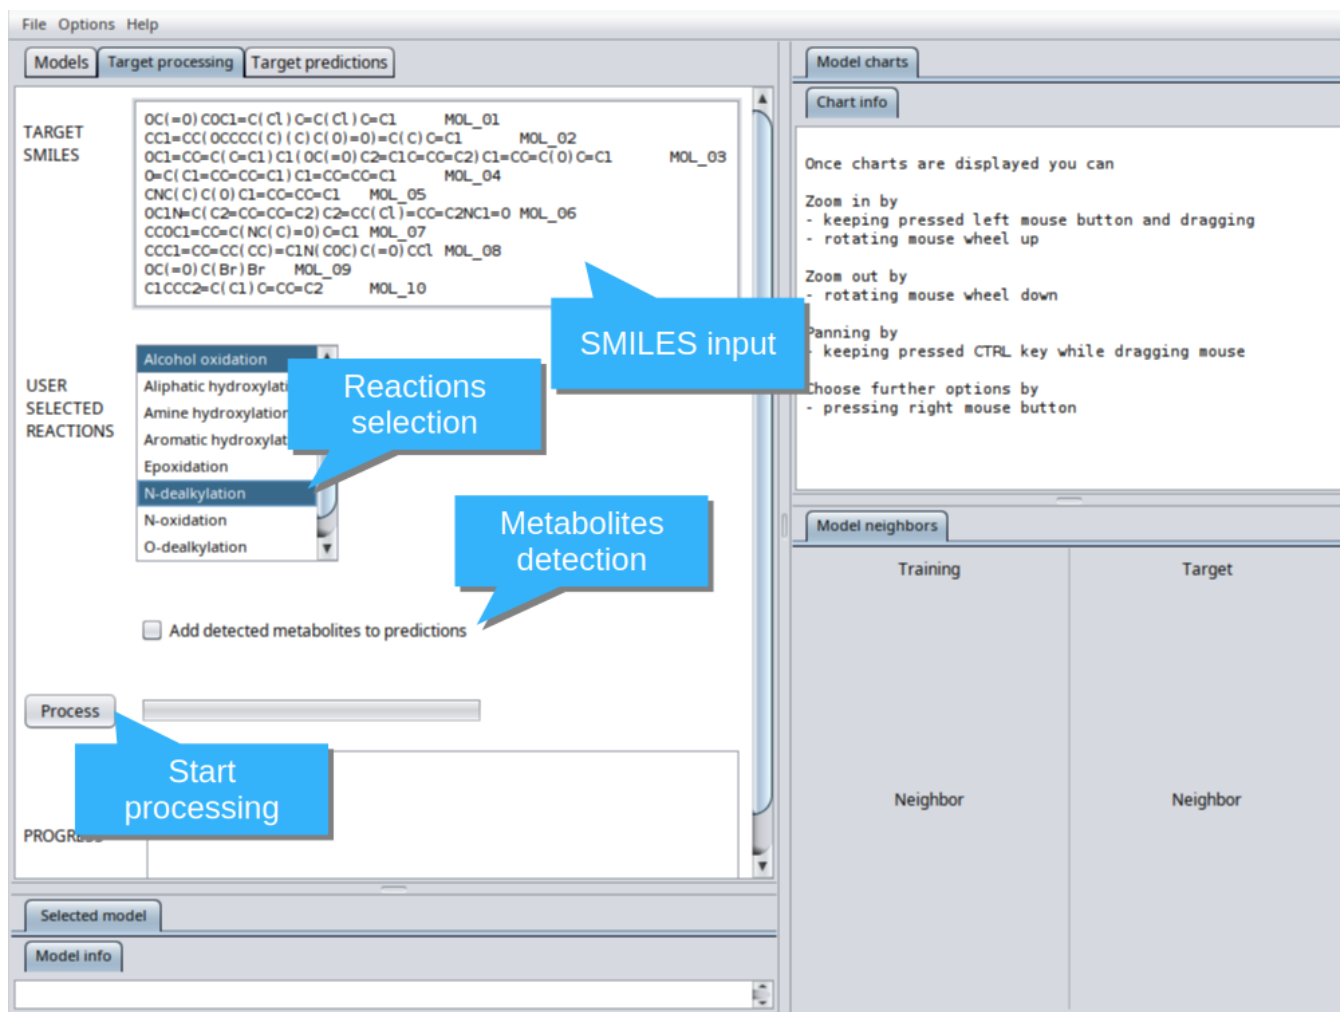 File Options Help
Models Target processing Target predictions
TARGET
SMILES
OC(=O)COC1=C(Cl)C=C(Cl)C=C1 MOL_01
CC1=CC(OCCCC(C)(C)C(O)=O)=C(C)C=C1 MOL_02
OC1=CC=C(C=C1)C1(OC(=O)C2=C1C=CC=C2)C1=CC=C(O)C=C1 MOL_03
O=C(C1=CC=CC=C1)C1=CC=CC=C1 MOL_04
CNC(C)C(O)C1=CC=CC=C1 MOL_05
OC1N=C(C2=CC=CC=C2)C2=CC(Cl)=CC=C2NC1=O MOL_06
CCOC1=CC=C(NC(C)=O)C=C1 MOL_07
CCC1=CC=CC(CC)=C1N(COC)C(=O)CCl MOL_08
OC(=O)C(Br)Br MOL_09
C1CCC2=C(C1)C=CC=C2 MOL_10
SMILES input
USER
SELECTED
REACTIONS
Alcohol oxidation
Aliphatic hydroxylati
Amine hydroxylation
Aromatic hydroxylat
Epoxidation
N-dealkylation
N-oxidation
O-dealkylation
Reactions
selection
Metabolites
detection
Add detected metabolites to predictions
Process
Start
processing
PROGRESS
Selected model
Model info
Model charts
Chart info
Once charts are displayed you can
Zoom in by
- keeping pressed left mouse button and dragging
- rotating mouse wheel up
Zoom out by
- rotating mouse wheel down
Panning by
- keeping pressed CTRL key while dragging mouse
Choose further options by
- pressing right mouse button
Model neighbors
Training Target
Neighbor Neighbor